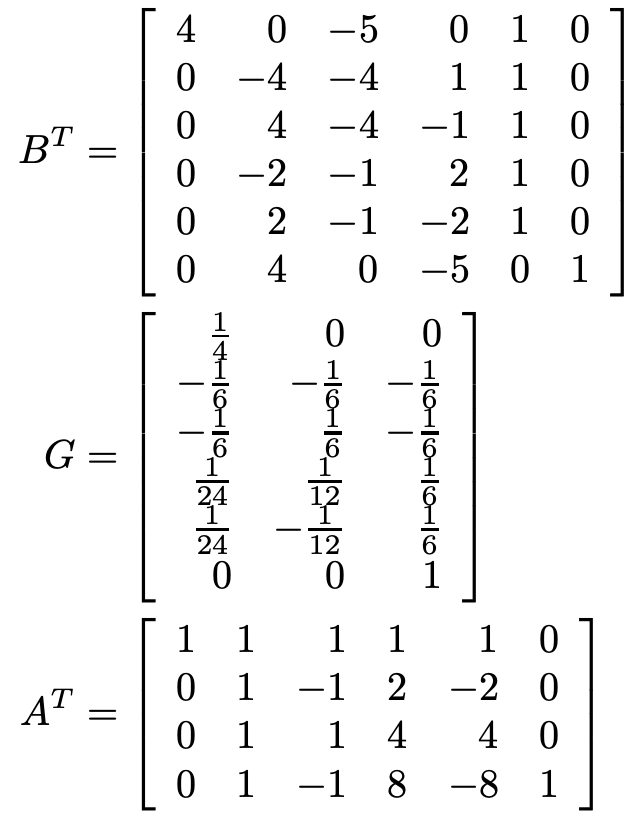 4 0 −5 0 1 0
0 −4 −4 1 1 0
0 4 −4 −1 1 0
B^T = 0 −2 −1 2 1 0
0 2 −1 −2 1 0
0 4 0 −5 0 1
1/4 0 0
−1/6 −1/6 −1/6
−1/6 1/6 −1/6
G = 1/24 1/12 1/6
1/24 −1/12 1/6
0 0 1
1 1 1 1 1 0
0 1 −1 2 −2 0
A^T = 0 1 1 4 4 0
0 1 −1 8 −8 1